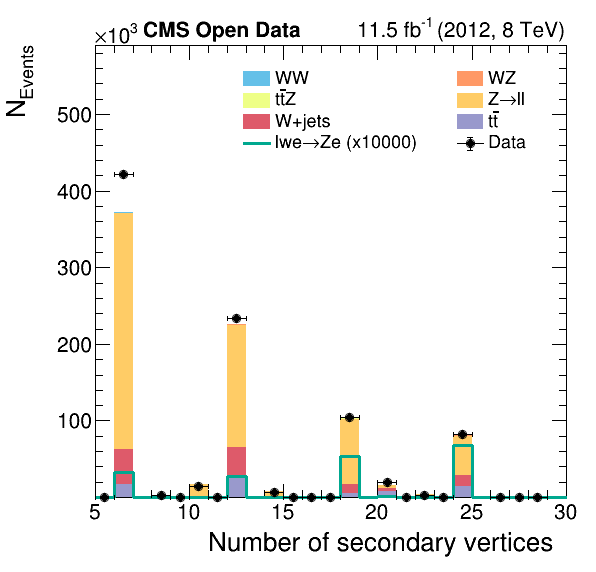 ×10³ CMS Open Data 11.5 fb⁻¹ (2012, 8 TeV)
N_Events
WW WZ
tt̄Z Z→ll
W+jets tt̄
lwe→Ze (x10000) Data
500
400
300
200
100
5 10 15 20 25 30
Number of secondary vertices